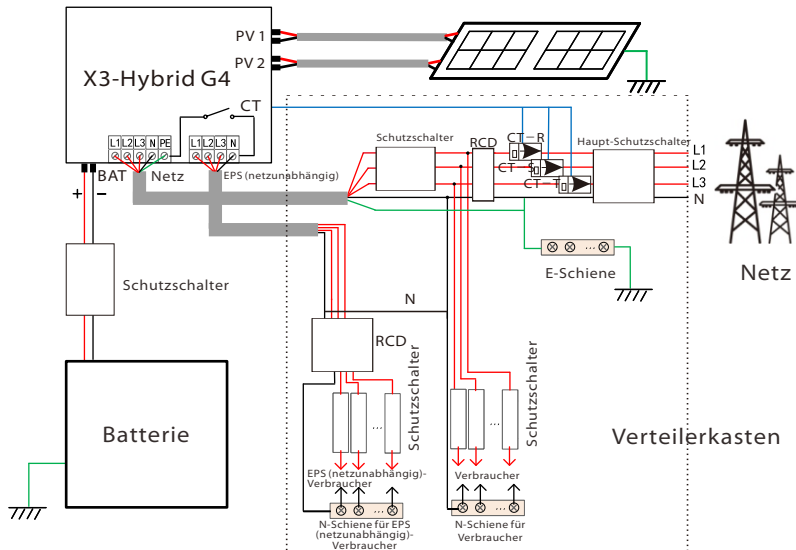 X3-Hybrid G4
PV 1
PV 2
CT
L1 L2 L3 N PE
L1 L2 L3 N
BAT
Netz
EPS (netzunabhängig)
+
−
Schutzschalter
Batterie
Schutzschalter
RCD
CT−R
CT−S
CT−T
Haupt-Schutzschalter
L1
L2
L3
N
Netz
E-Schiene
...
N
RCD
Schutzschalter
...
EPS (netzunabhängig)-
Verbraucher
...
N-Schiene für EPS
(netzunabhängig)-
Verbraucher
Schutzschalter
...
Verbraucher
...
N-Schiene für
Verbraucher
Verteilerkasten